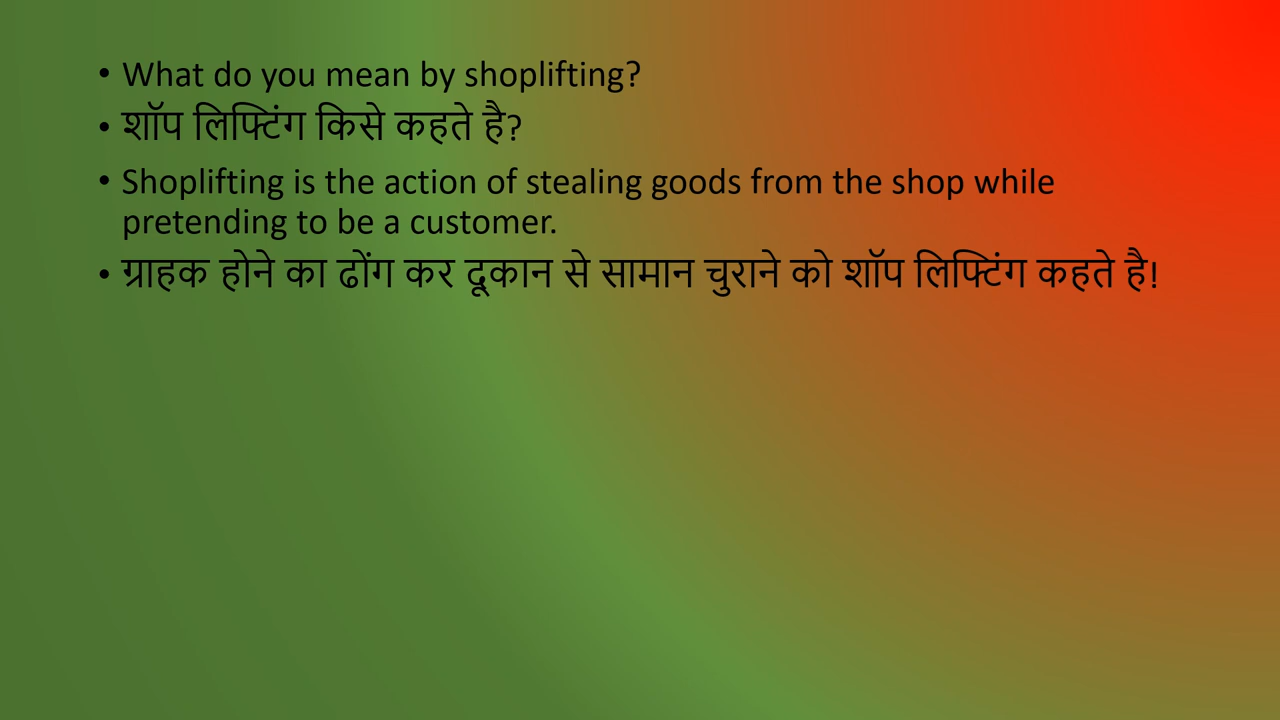 • What do you mean by shoplifting?
• शॉप लिफ्टिंग किसे कहते है?
• Shoplifting is the action of stealing goods from the shop while
pretending to be a customer.
• ग्राहक होने का ढोंग कर दूकान से सामान चुराने को शॉप लिफ्टिंग कहते है!